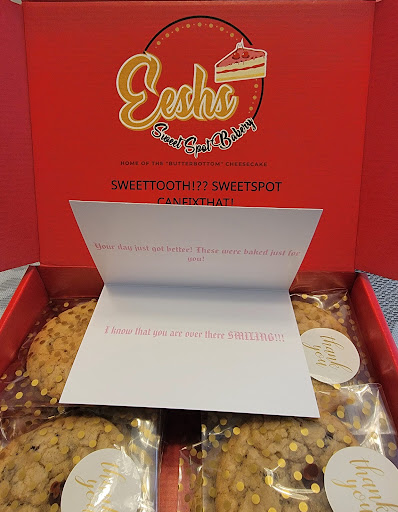 Eeshs
Sweet Spot Bakery
HOME OF THE "BUTTERBOTTOM" CHEESECAKE
SWEETTOOTH!?? SWEETSPOT
CANFIXTHAT!
Your day just got better! These were baked just for
you!
I know that you are over there SMILING!!!
thank
you
thank
you
thank
you